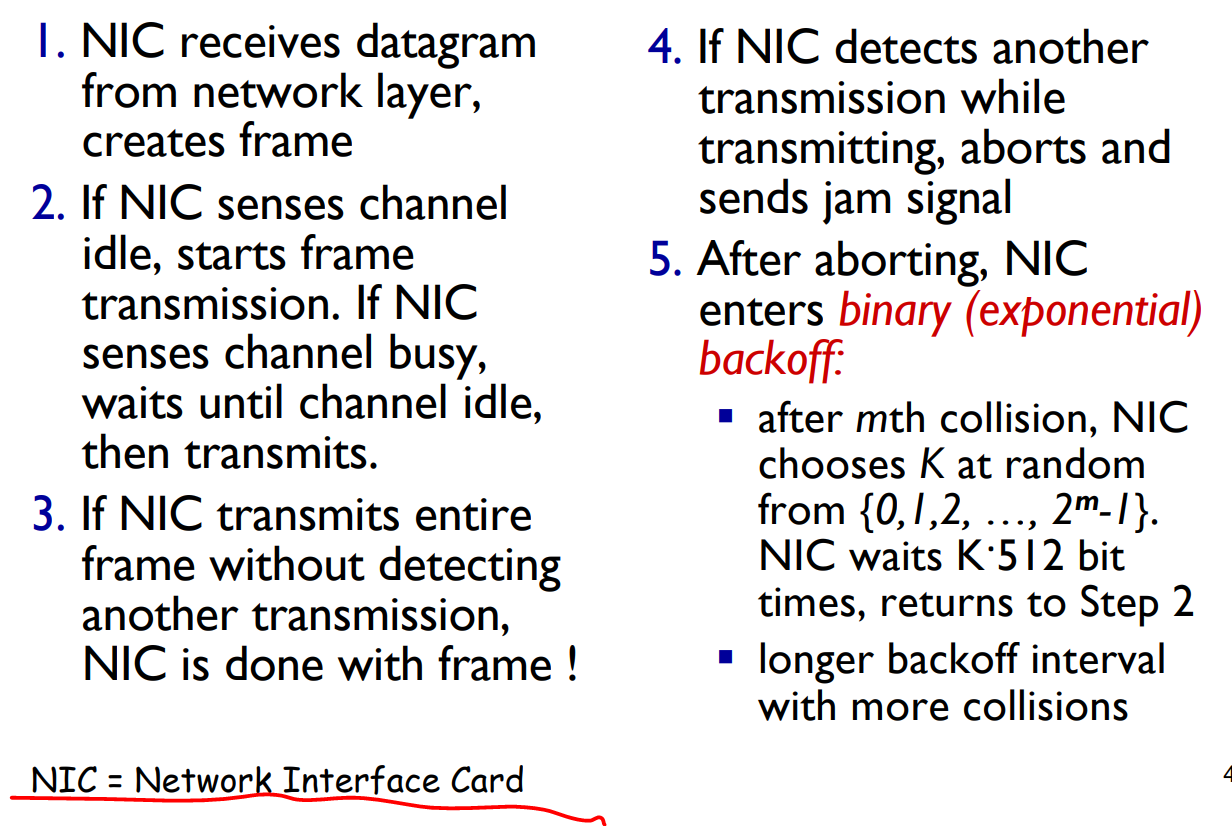 1. NIC receives datagram
from network layer,
creates frame
2. If NIC senses channel
idle, starts frame
transmission. If NIC
senses channel busy,
waits until channel idle,
then transmits.
3. If NIC transmits entire
frame without detecting
another transmission,
NIC is done with frame !
NIC = Network Interface Card
4. If NIC detects another
transmission while
transmitting, aborts and
sends jam signal
5. After aborting, NIC
enters binary (exponential)
backoff:
▪ after mth collision, NIC
chooses K at random
from {0,1,2, …, 2ᵐ-1}.
NIC waits K·512 bit
times, returns to Step 2
▪ longer backoff interval
with more collisions